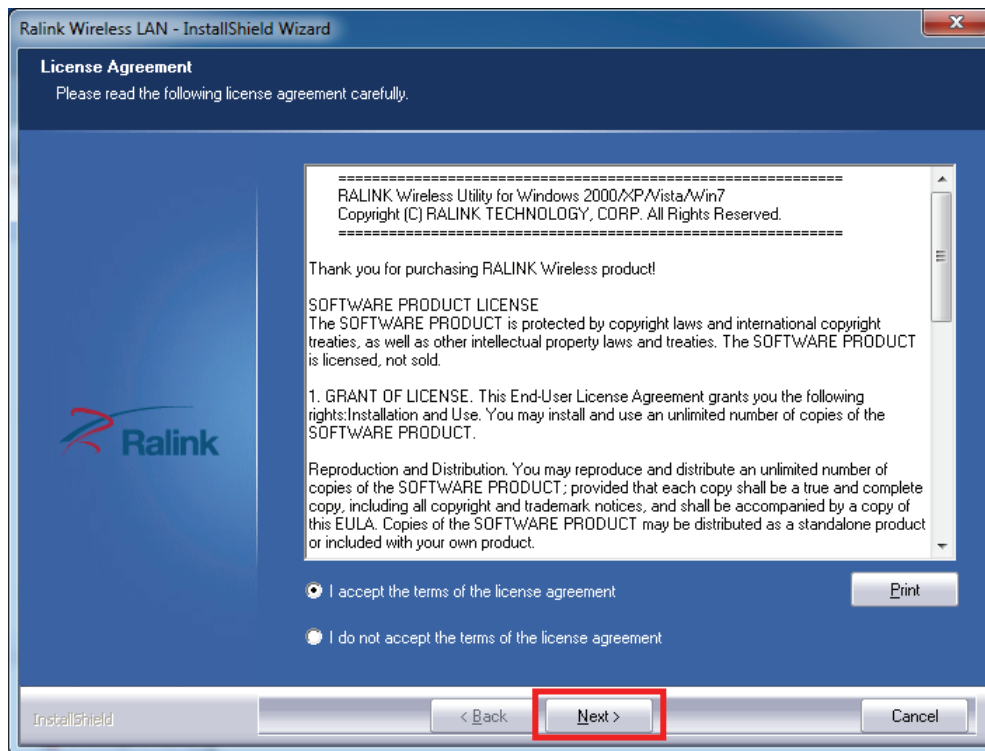 Ralink Wireless LAN - InstallShield Wizard
License Agreement
Please read the following license agreement carefully.
============================================================
RALINK Wireless Utility for Windows 2000/XP/Vista/Win7
Copyright (C) RALINK TECHNOLOGY, CORP. All Rights Reserved.
============================================================
Thank you for purchasing RALINK Wireless product!
SOFTWARE PRODUCT LICENSE
The SOFTWARE PRODUCT is protected by copyright laws and international copyright
treaties, as well as other intellectual property laws and treaties. The SOFTWARE PRODUCT
is licensed, not sold.
1. GRANT OF LICENSE. This End-User License Agreement grants you the following
rights:Installation and Use. You may install and use an unlimited number of copies of the
SOFTWARE PRODUCT.
Reproduction and Distribution. You may reproduce and distribute an unlimited number of
copies of the SOFTWARE PRODUCT; provided that each copy shall be a true and complete
copy, including all copyright and trademark notices, and shall be accompanied by a copy of
this EULA. Copies of the SOFTWARE PRODUCT may be distributed as a standalone product
or included with your own product.
Ralink
I accept the terms of the license agreement
Print
I do not accept the terms of the license agreement
InstallShield
< Back
Next >
Cancel